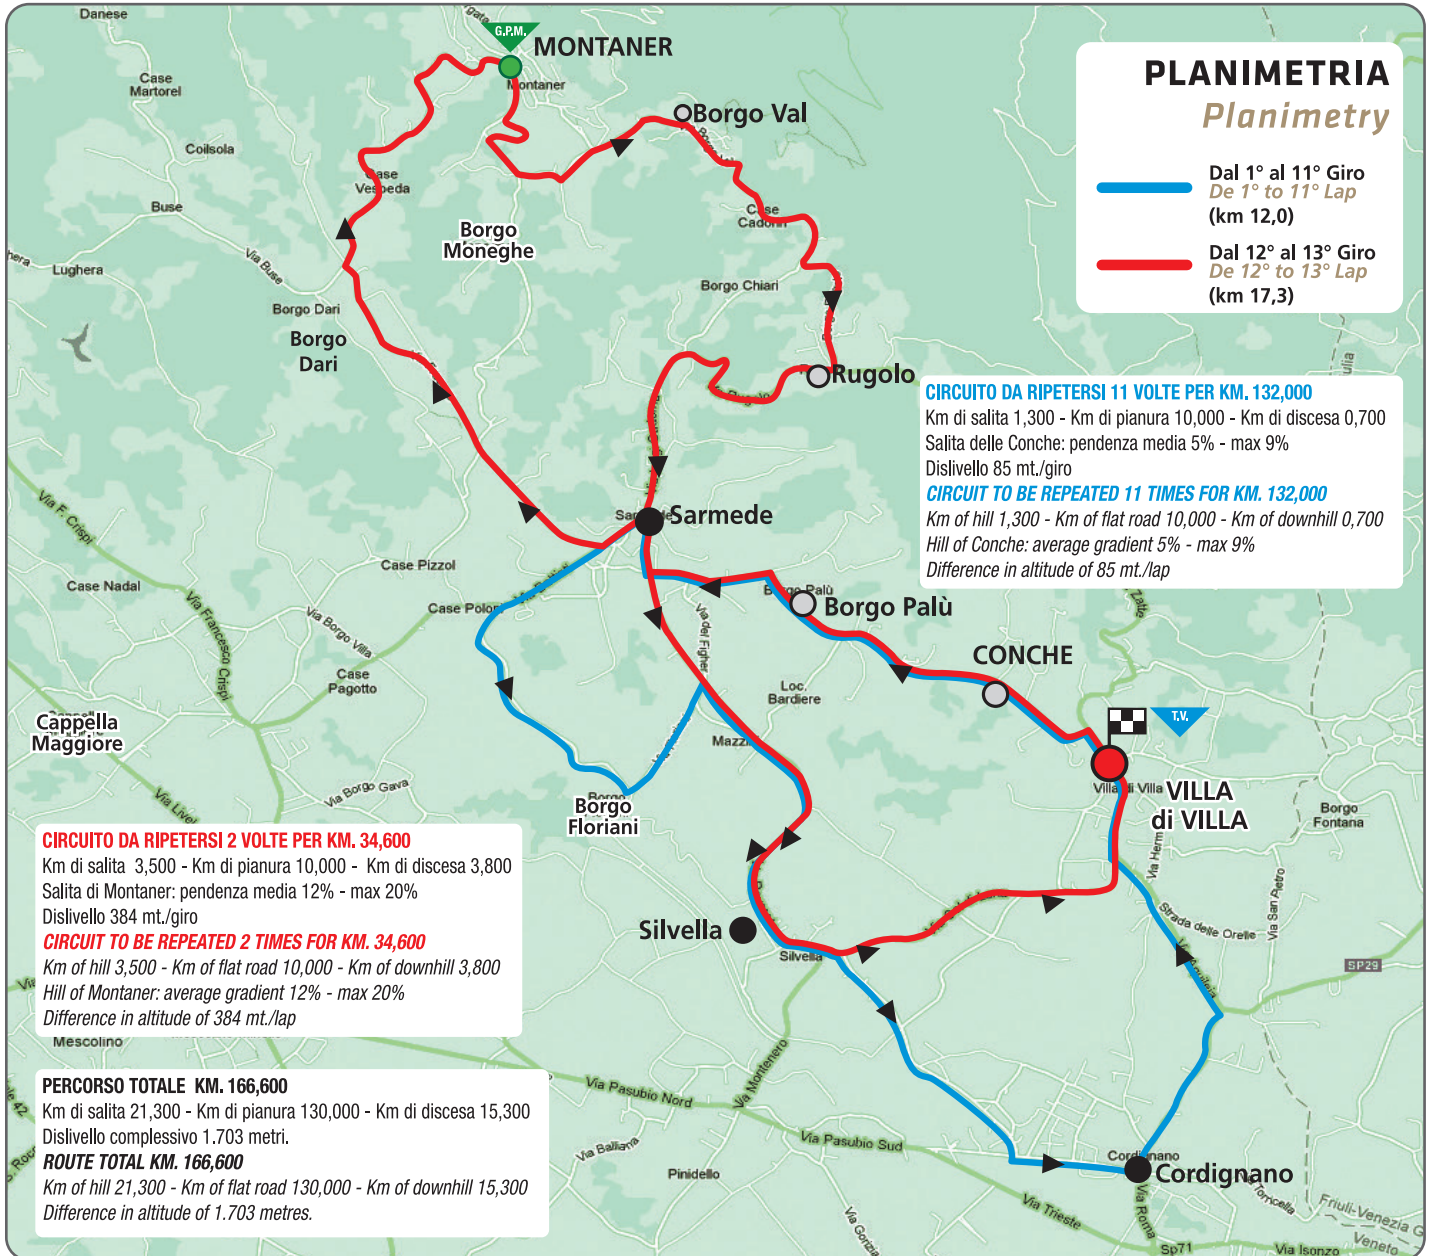 Danese
G.P.M.
MONTANER
Montaner
Case
Martorel
Borgo Val
Coilsola
Case
Vespeda
Buse
Borgo
Moneghe
Case
Cadorin
Via Buse
Lughera
Borgo Chiari
Borgo Dari
Borgo
Dari
Rugolo
PLANIMETRIA
Planimetry
Dal 1° al 11° Giro
De 1° to 11° Lap
(km 12,0)
Dal 12° al 13° Giro
De 12° to 13° Lap
(km 17,3)
CIRCUITO DA RIPETERSI 11 VOLTE PER KM. 132,000
Km di salita 1,300 - Km di pianura 10,000 - Km di discesa 0,700
Salita delle Conche: pendenza media 5% - max 9%
Dislivello 85 mt./giro
CIRCUIT TO BE REPEATED 11 TIMES FOR KM. 132,000
Km of hill 1,300 - Km of flat road 10,000 - Km of downhill 0,700
Hill of Conche: average gradient 5% - max 9%
Difference in altitude of 85 mt./lap
Via F. Crispi
Sarmede
Case Pizzol
Case Nadal
Via Francesco Crispi
Via Borgo Villa
Case Poloni
Borgo Palù
Borgo Palù
Via dei Figher
CONCHE
Case
Pagotto
Loc.
Bardiere
Cappella
Maggiore
Mazzi
T.V.
Villa di Villa
VILLA
di VILLA
Borgo
Fontana
Via Borgo Gava
Borgo
Floriani
CIRCUITO DA RIPETERSI 2 VOLTE PER KM. 34,600
Km di salita 3,500 - Km di pianura 10,000 - Km di discesa 3,800
Salita di Montaner: pendenza media 12% - max 20%
Dislivello 384 mt./giro
CIRCUIT TO BE REPEATED 2 TIMES FOR KM. 34,600
Km of hill 3,500 - Km of flat road 10,000 - Km of downhill 3,800
Hill of Montaner: average gradient 12% - max 20%
Difference in altitude of 384 mt./lap
Silvella
Silvella
Strada delle Orelle
Via San Pietro
Via Aquileia
SP29
Mescolino
PERCORSO TOTALE KM. 166,600
Km di salita 21,300 - Km di pianura 130,000 - Km di discesa 15,300
Dislivello complessivo 1.703 metri.
ROUTE TOTAL KM. 166,600
Km of hill 21,300 - Km of flat road 130,000 - Km of downhill 15,300
Difference in altitude of 1.703 metres.
Via Montenero
Via Pasubio Nord
Via Pasubio Sud
Via Balliana
Pinidello
Cordignano
Cordignano
Via Trieste
Via Roma
Via Torricella
Via Gorizia
Friuli-Venezia G
Veneto
Sp71
Via Isonzo